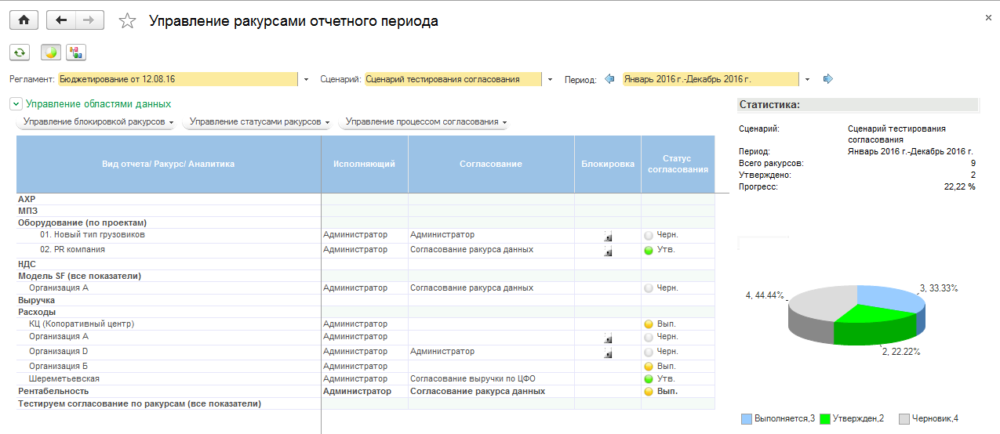 Управление ракурсами отчетного периода
Регламент: Бюджетирование от 12.08.16 Сценарий: Сценарий тестирования согласования Период: Январь 2016 г.-Декабрь 2016 г.
Управление областями данных
Управление блокировкой ракурсов Управление статусами ракурсов Управление процессом согласования
Вид отчета/ Ракурс/ Аналитика Исполняющий Согласование Блокировка Статус согласования
АХР
МПЗ
Оборудование (по проектам)
01. Новый тип грузовиков Администратор Администратор Черн.
02. PR компания Администратор Согласование ракурса данных Утв.
НДС
Модель SF (все показатели)
Организация А Администратор Согласование ракурса данных Черн.
Выручка
Расходы
КЦ (Копоративный центр) Администратор Вып.
Организация А Администратор Черн.
Организация D Администратор Администратор Черн.
Организация Б Администратор Вып.
Шереметьевская Администратор Согласование выручки по ЦФО Утв.
Рентабельность Администратор Согласование ракурса данных Вып.
Тестируем согласование по ракурсам (все показатели)
Статистика:
Сценарий: Сценарий тестирования
согласования
Период: Январь 2016 г.-Декабрь 2016 г.
Всего ракурсов: 9
Утверждено: 2
Прогресс: 22,22 %
3, 33.33%
4, 44.44%
2, 22.22%
Выполняется,3 Утвержден,2 Черновик,4